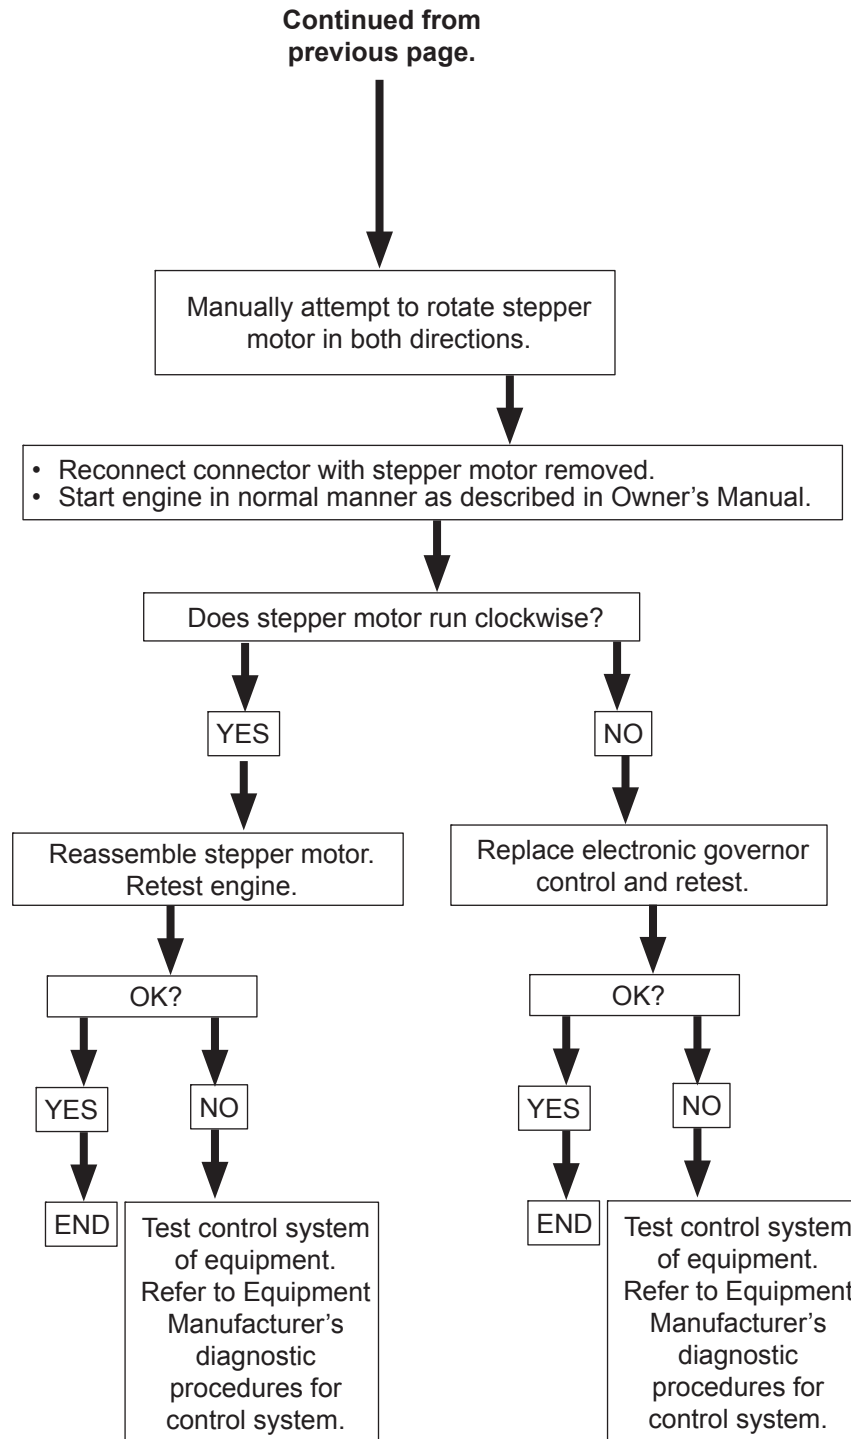 Continued from
previous page.
Manually attempt to rotate stepper
motor in both directions.
• Reconnect connector with stepper motor removed.
• Start engine in normal manner as described in Owner’s Manual.
Does stepper motor run clockwise?
YES
NO
Reassemble stepper motor.
Retest engine.
Replace electronic governor
control and retest.
OK?
OK?
YES
NO
YES
NO
END
Test control system
of equipment.
Refer to Equipment
Manufacturer’s
diagnostic
procedures for
control system.
END
Test control system
of equipment.
Refer to Equipment
Manufacturer’s
diagnostic
procedures for
control system.